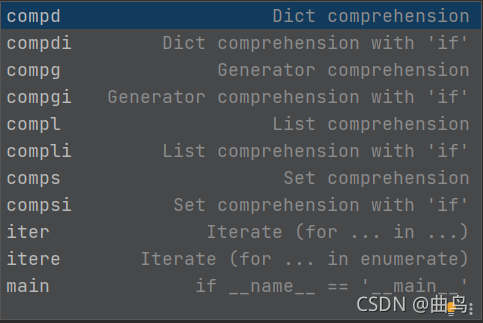 compd Dict comprehension
compdi Dict comprehension with 'if'
compg Generator comprehension
compgi Generator comprehension with 'if'
compl List comprehension
compli List comprehension with 'if'
comps Set comprehension
compsi Set comprehension with 'if'
iter Iterate (for ... in ...)
itere Iterate (for ... in enumerate)
main if __name__ == '__main__'
CSDN @曲鸟